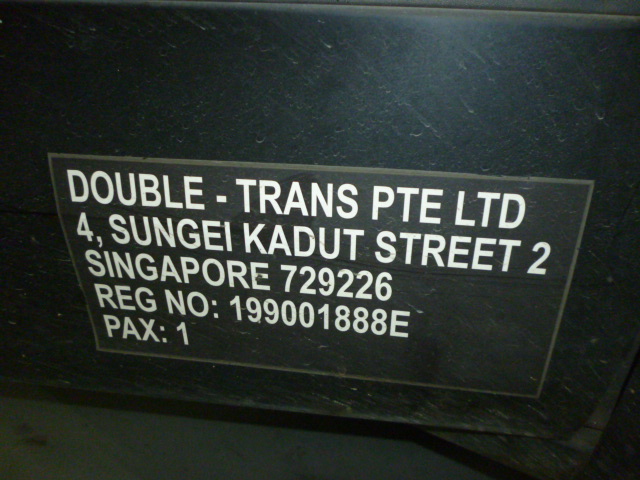 DOUBLE - TRANS PTE LTD
4, SUNGEI KADUT STREET 2
SINGAPORE 729226
REG NO: 199001888E
PAX: 1